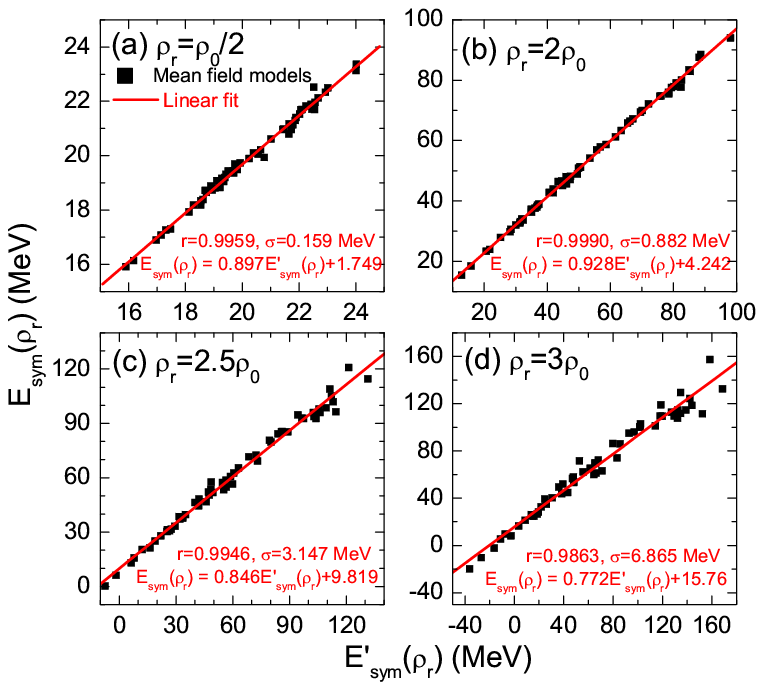 (a) ρr=ρ0/2
Mean field models
Linear fit
r=0.9959, σ=0.159 MeV
Esym(ρr) = 0.897E'sym(ρr)+1.749
24
22
20
18
16
16 18 20 22 24
(b) ρr=2ρ0
r=0.9990, σ=0.882 MeV
Esym(ρr) = 0.928E'sym(ρr)+4.242
100
80
60
40
20
20 40 60 80 100
(c) ρr=2.5ρ0
r=0.9946, σ=3.147 MeV
Esym(ρr) = 0.846E'sym(ρr)+9.819
120
90
60
30
0
0 30 60 90 120
(d) ρr=3ρ0
r=0.9863, σ=6.865 MeV
Esym(ρr) = 0.772E'sym(ρr)+15.76
160
120
80
40
0
-40
-40 0 40 80 120 160
Esym(ρr) (MeV)
E'sym(ρr) (MeV)